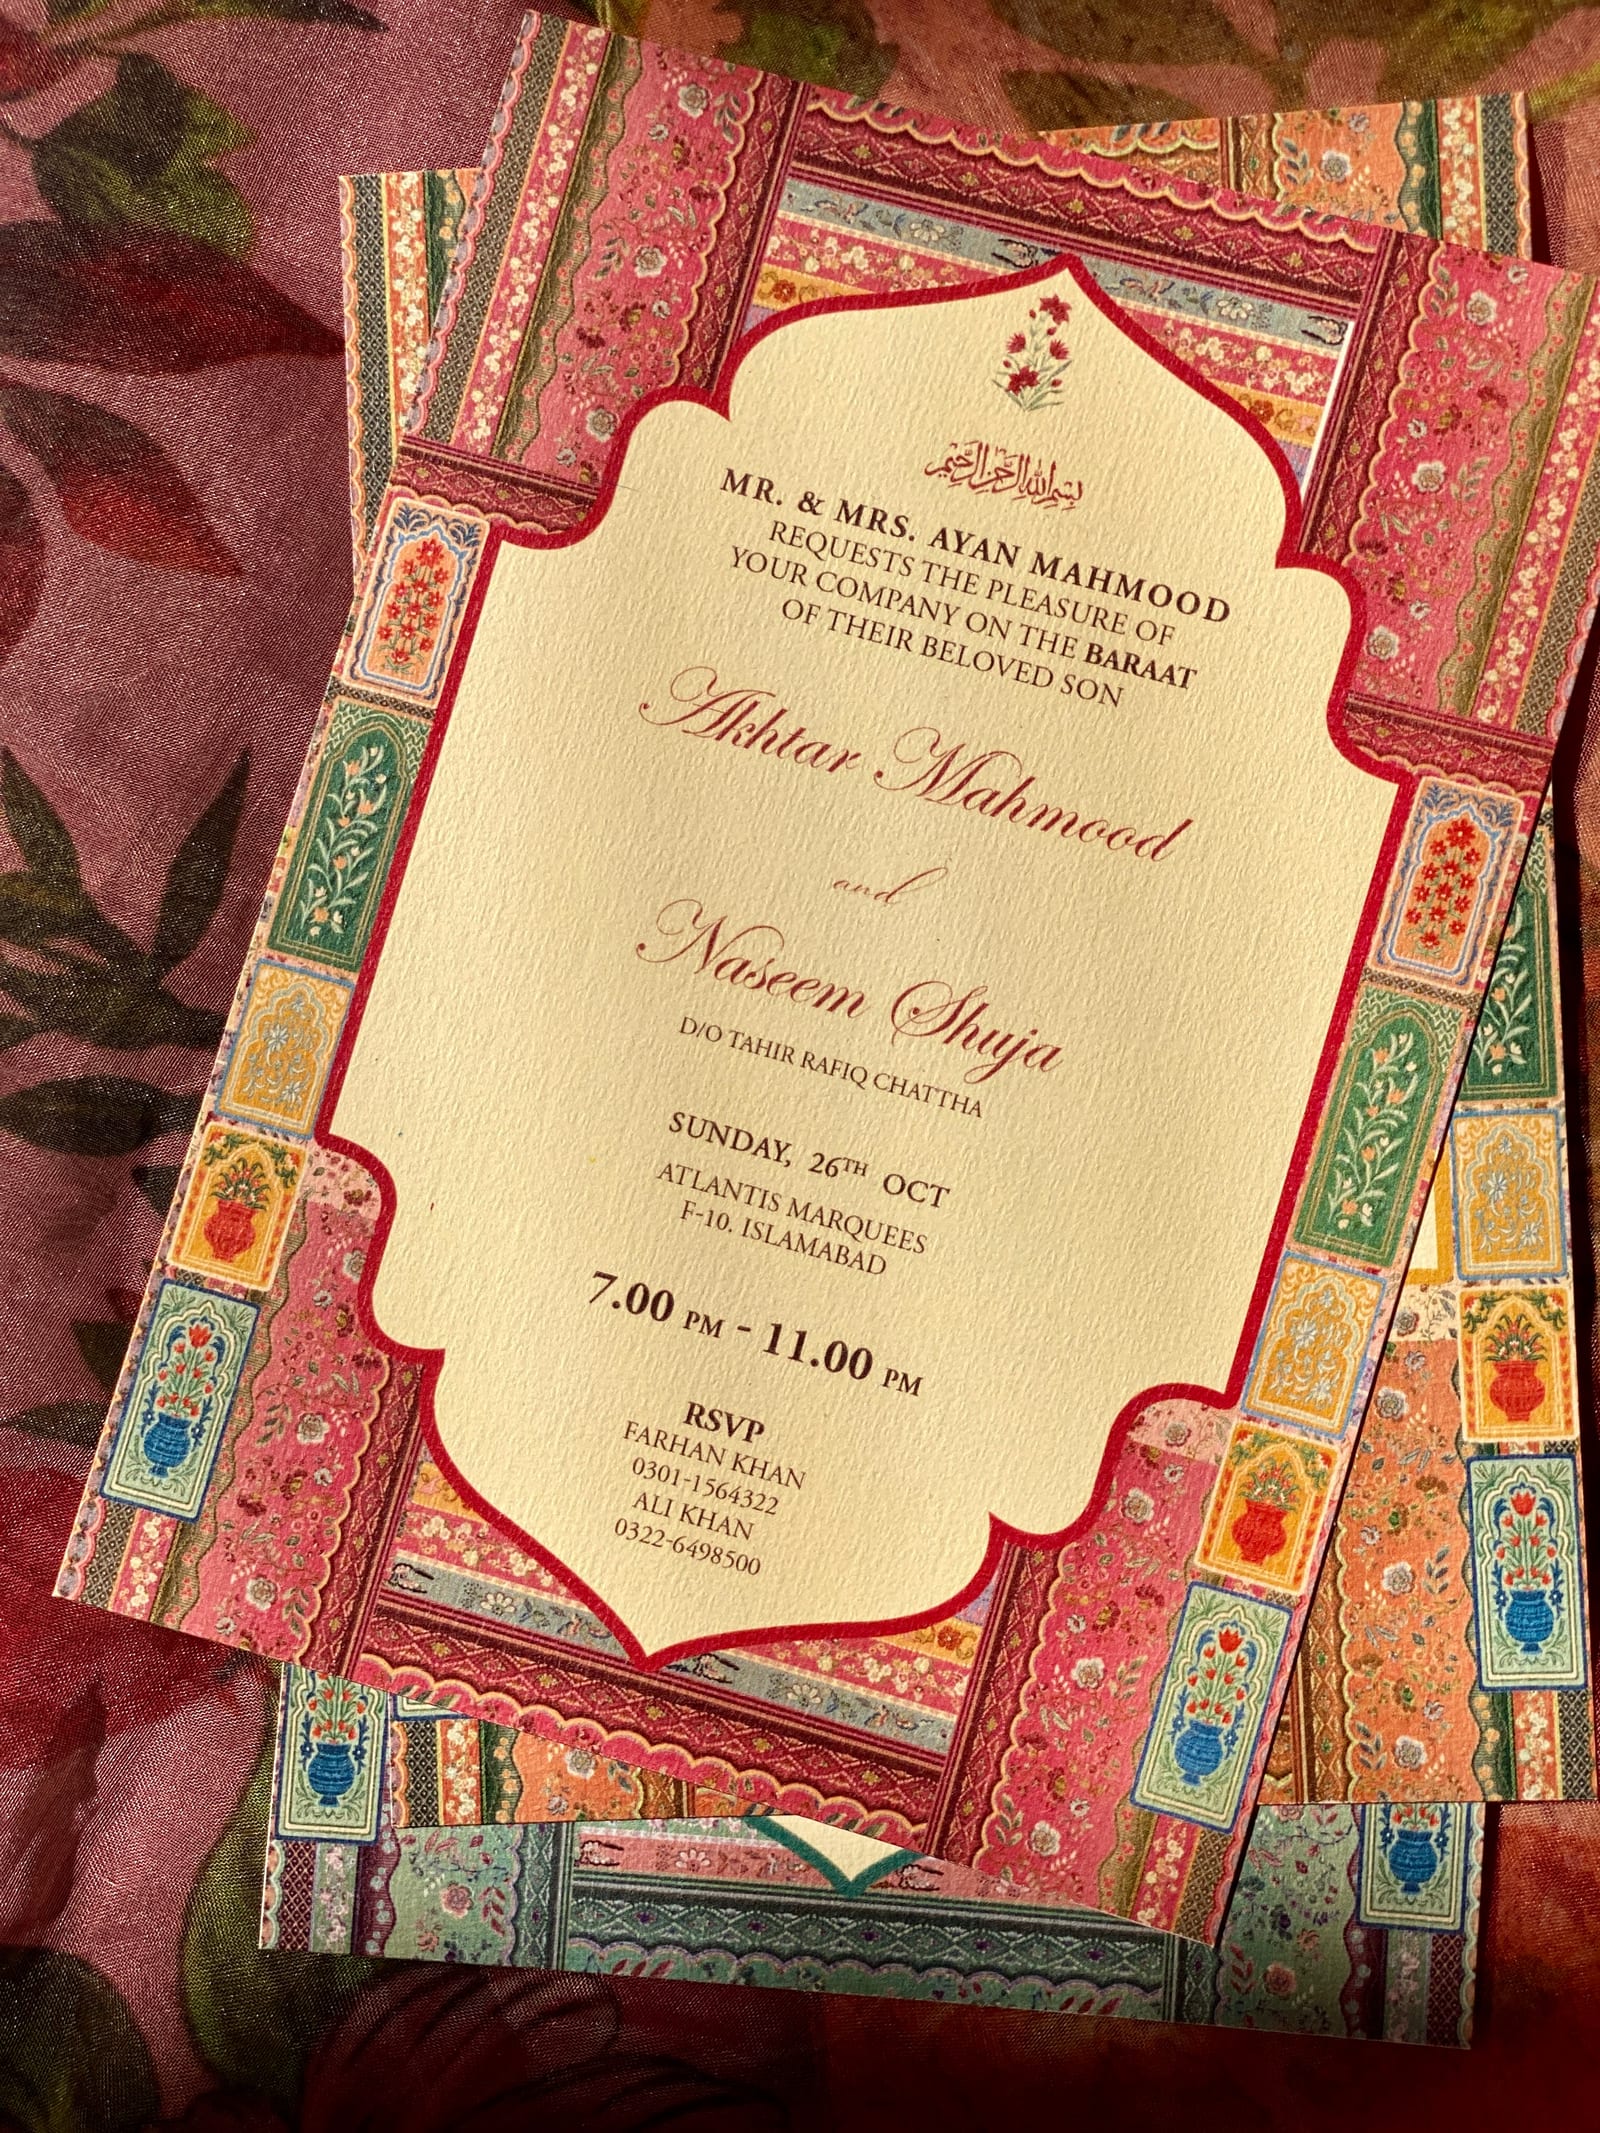 بسم الله الرحمن الرحيم
MR. & MRS. AYAN MAHMOOD
REQUESTS THE PLEASURE OF
YOUR COMPANY ON THE BARAAT
OF THEIR BELOVED SON
Akhtar Mahmood
and
Naseem Shuja
D/O TAHIR RAFIQ CHATTHA
SUNDAY, 26TH OCT
ATLANTIS MARQUEES
F-10. ISLAMABAD
7.00 PM - 11.00 PM
RSVP
FARHAN KHAN
0301-1564322
ALI KHAN
0322-6498500